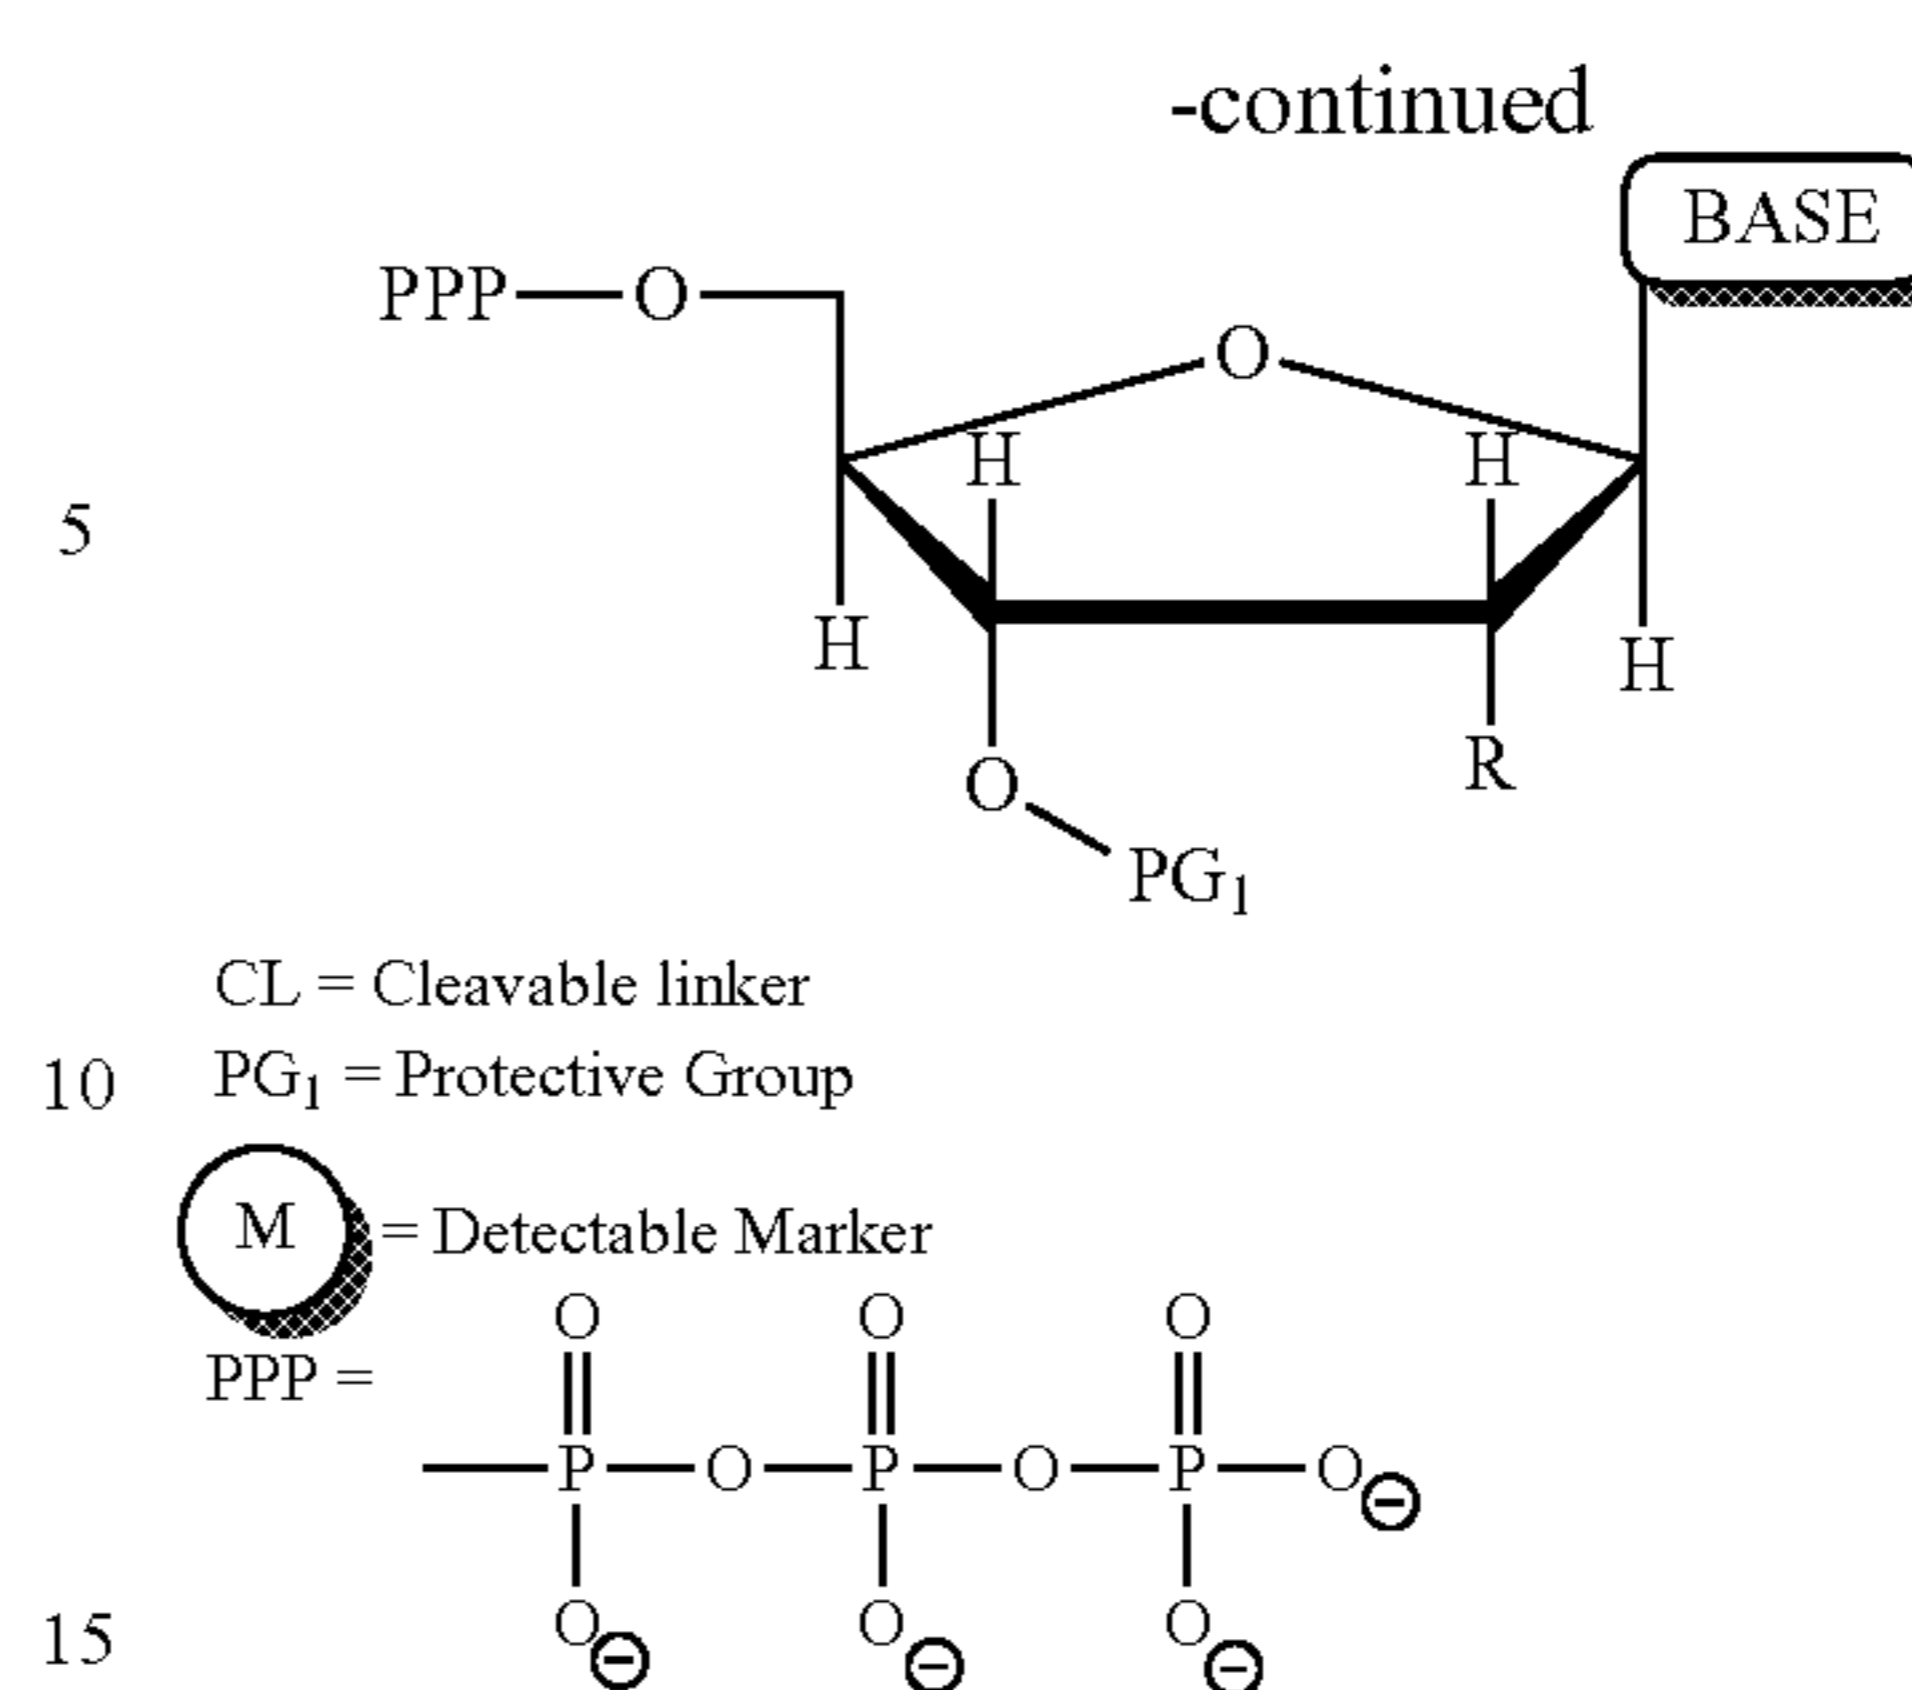 -continued
BASE
PPP—O
O
H H
5
H H
O R
PG₁
CL = Cleavable linker
10 PG₁ = Protective Group
M = Detectable Marker
O O O
PPP =
P—O—P—O—P—O⊖
15 O⊖ O⊖ O⊖